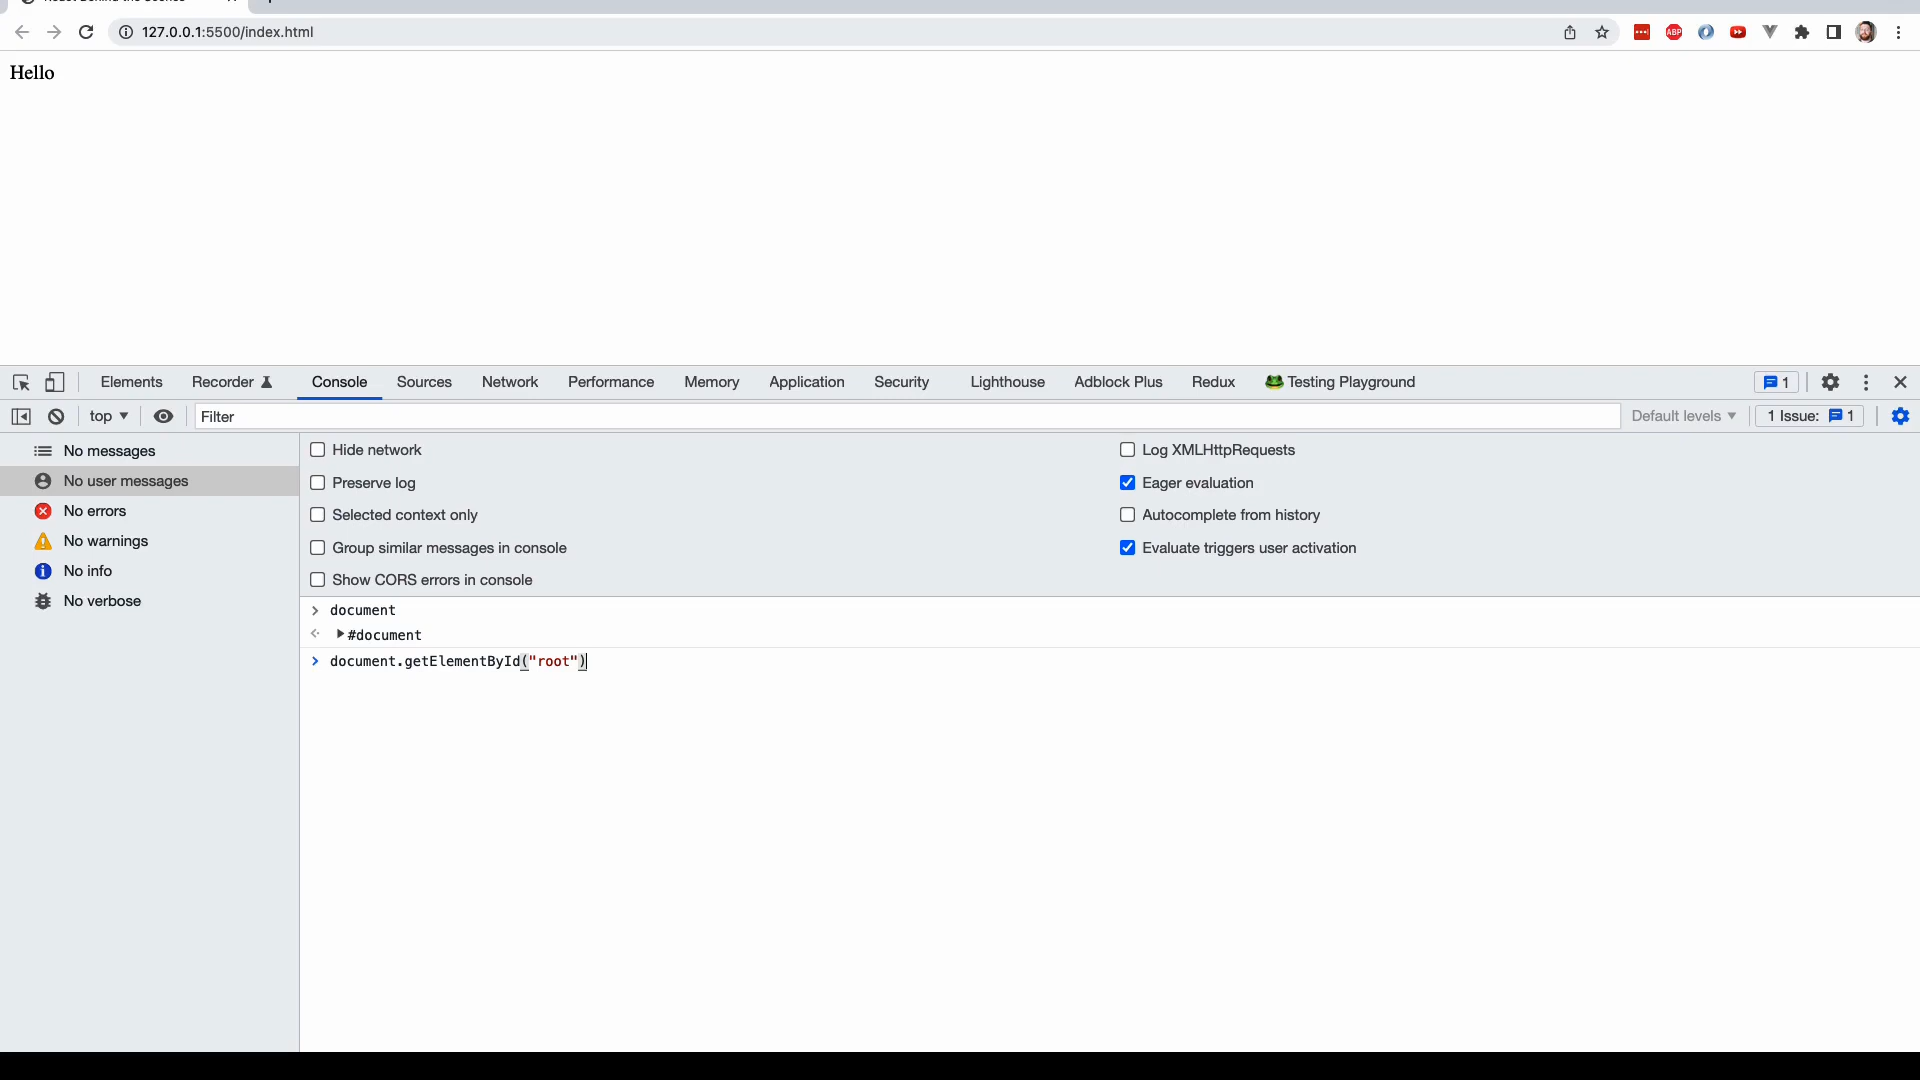 127.0.0.1:5500/index.html
ABP
Hello
Elements Recorder Console Sources Network Performance Memory Application Security Lighthouse Adblock Plus Redux Testing Playground 1
top Filter Default levels 1 Issue: 1
No messages
No user messages
No errors
No warnings
No info
No verbose
Hide network Log XMLHttpRequests
Preserve log Eager evaluation
Selected context only Autocomplete from history
Group similar messages in console Evaluate triggers user activation
Show CORS errors in console
document
#document
document.getElementById("root")